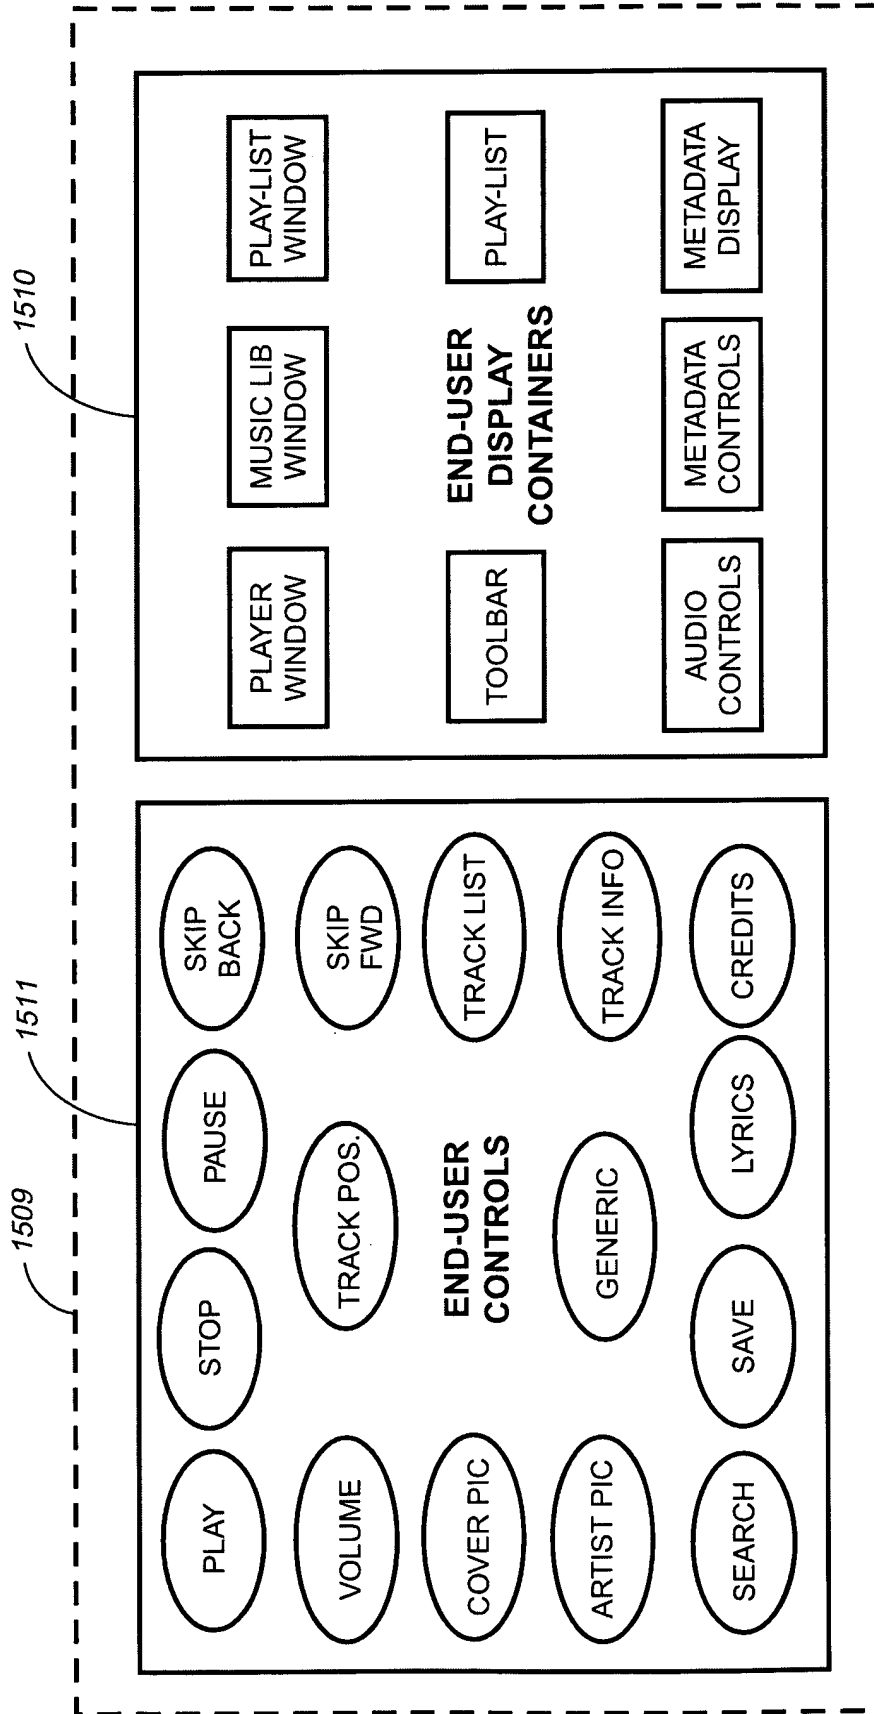 1509
1511
1510
PLAY
STOP
PAUSE
SKIP
BACK
VOLUME
TRACK POS.
SKIP
FWD
COVER PIC
END-USER
CONTROLS
TRACK LIST
ARTIST PIC
GENERIC
TRACK INFO
SEARCH
SAVE
LYRICS
CREDITS
PLAYER
WINDOW
MUSIC LIB
WINDOW
PLAY-LIST
WINDOW
TOOLBAR
END-USER
DISPLAY
CONTAINERS
PLAY-LIST
AUDIO
CONTROLS
METADATA
CONTROLS
METADATA
DISPLAY